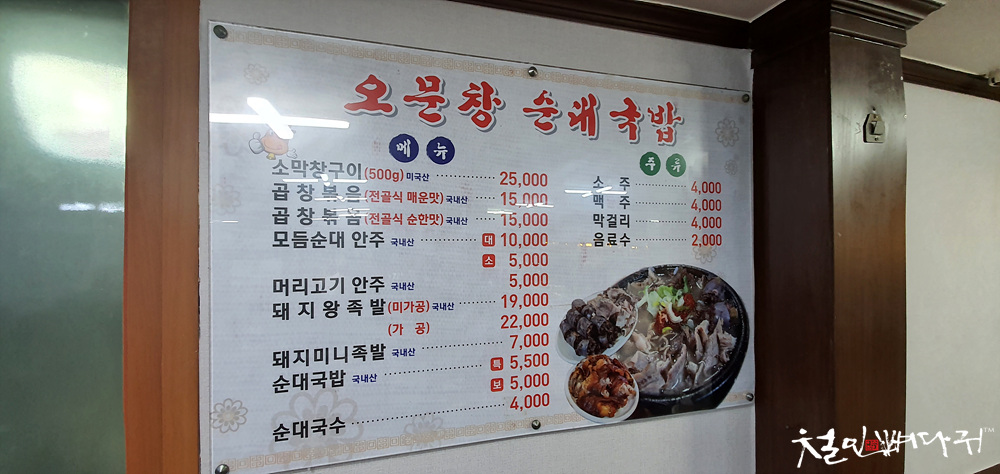 오문창 순대국밥
메뉴
소막창구이 (500g) 미국산 25,000
곱창볶음 (전골식 매운맛) 국내산 15,000
곱창볶음 (전골식 순한맛) 국내산 15,000
모듬순대 안주 국내산 대 10,000
소 5,000
머리고기 안주 국내산 5,000
돼지왕족발 (미가공) 국내산 19,000
(가 공) 22,000
돼지미니족발 국내산 7,000
순대국밥 국내산 특 5,500
보 5,000
순대국수 4,000
주류
소주 4,000
맥주 4,000
막걸리 4,000
음료수 2,000
철민뼈다귀™